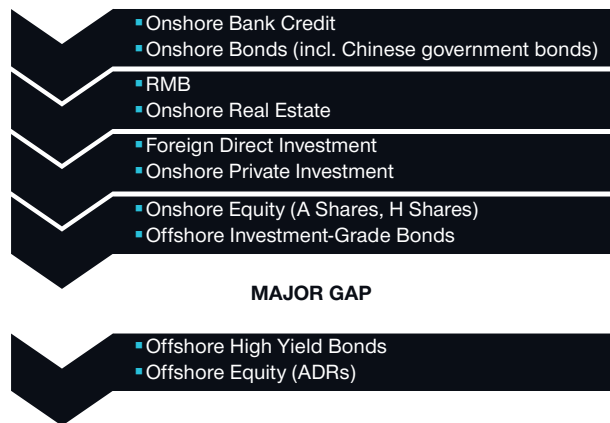 ▪Onshore Bank Credit
▪Onshore Bonds (incl. Chinese government bonds)
▪RMB
▪Onshore Real Estate
▪Foreign Direct Investment
▪Onshore Private Investment
▪Onshore Equity (A Shares, H Shares)
▪Offshore Investment-Grade Bonds
MAJOR GAP
▪Offshore High Yield Bonds
▪Offshore Equity (ADRs)